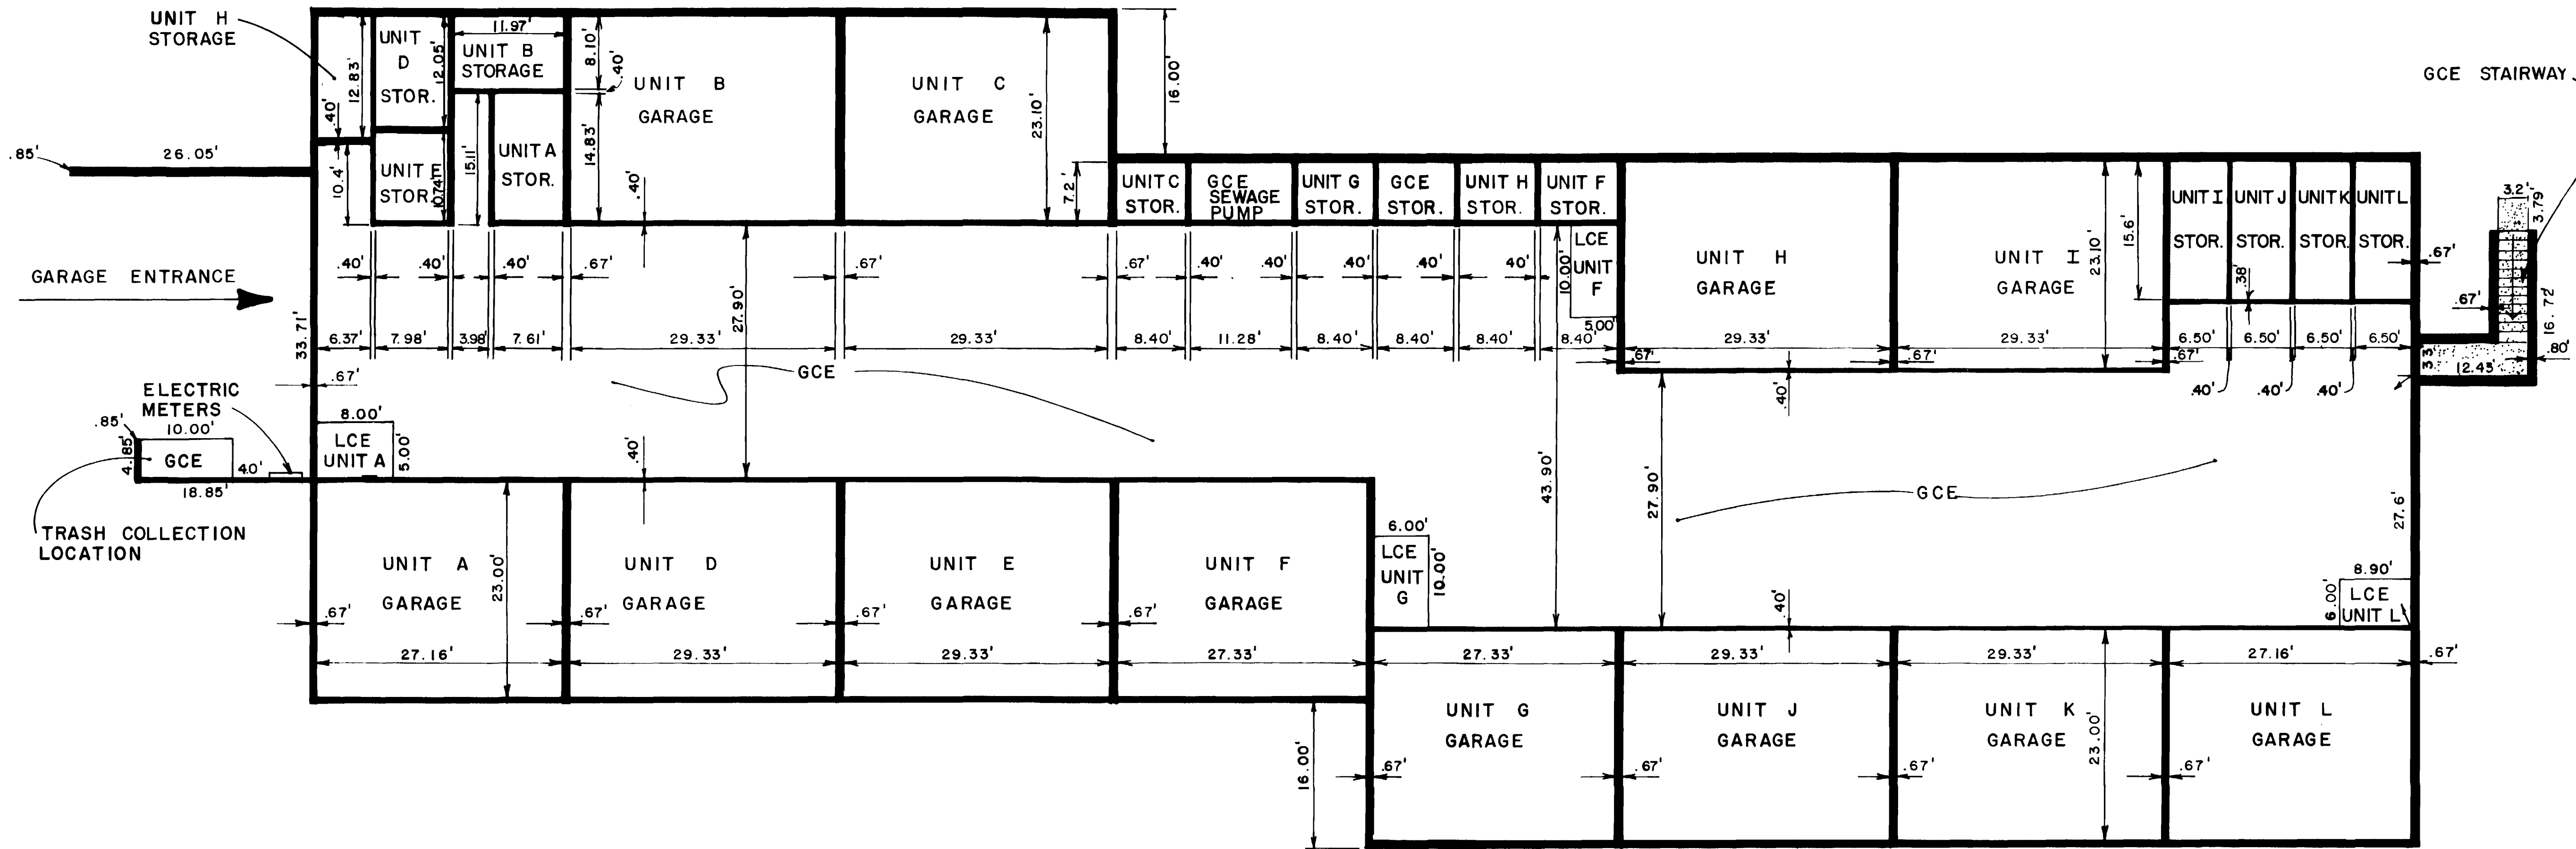 UNIT H
STORAGE
12.83'
.40'
UNIT
D
STOR.
12.05'
11.97'
UNIT B
STORAGE
8.10'
.40'
UNIT B
GARAGE
UNIT C
GARAGE
23.10'
16.00'
GCE STAIRWAY
.85'
26.05'
10.4'
UNIT E
STOR.
10.74'
15.11'
UNIT A
STOR.
14.83'
.40'
7.2'
UNIT C
STOR.
GCE
SEWAGE
PUMP
UNIT G
STOR.
GCE
STOR.
UNIT H
STOR.
UNIT F
STOR.
LCE
UNIT
F
10.00'
5.00'
UNIT H
GARAGE
UNIT I
GARAGE
23.10'
15.6'
UNIT I
STOR.
UNIT J
STOR.
UNIT K
STOR.
UNIT L
STOR.
.38'
.67'
3.2'
3.79'
.67'
16.72'
.80'
3.3'
12.45'
GARAGE ENTRANCE
.40'
.40'
.40'
.67'
.67'
.67'
.40'
.40'
.40'
.40'
.40'
33.71'
27.90'
6.37'
7.98'
3.98'
7.61'
29.33'
29.33'
8.40'
11.28'
8.40'
8.40'
8.40'
8.40'
29.33'
29.33'
6.50'
6.50'
6.50'
6.50'
.67'
.67'
.67'
.40'
.40'
.40'
.40'
.67'
GCE
ELECTRIC
METERS
.85'
10.00'
4.85'
GCE
4.0'
18.85'
8.00'
LCE
UNIT A
5.00'
.40'
TRASH COLLECTION
LOCATION
43.90'
27.90'
GCE
27.6'
UNIT A
GARAGE
23.00'
UNIT D
GARAGE
UNIT E
GARAGE
UNIT F
GARAGE
6.00'
LCE
UNIT
G
10.00'
.40'
8.90'
6.00'
LCE
UNIT L
.67'
.67'
.67'
.67'
27.16'
29.33'
29.33'
27.33'
27.33'
29.33'
29.33'
27.16'
.67'
UNIT G
GARAGE
UNIT J
GARAGE
UNIT K
GARAGE
23.00'
UNIT L
GARAGE
16.00'
.67'
.67'
.67'
.67'